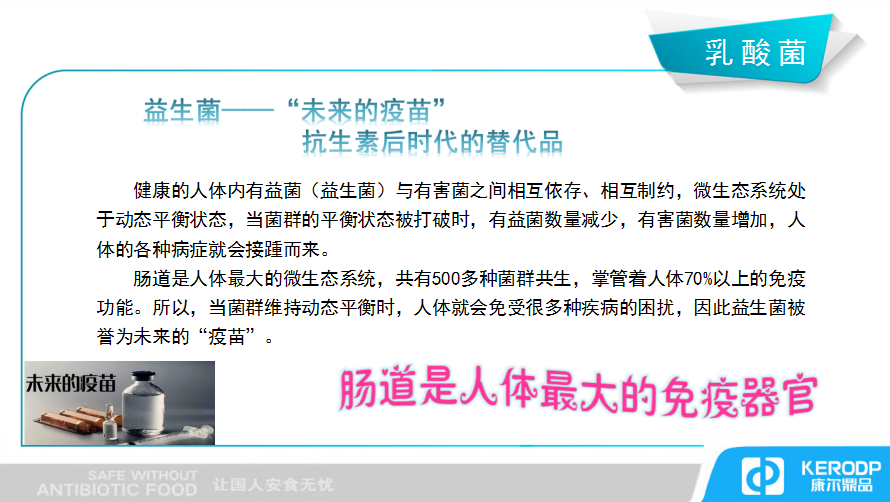 乳酸菌
益生菌——“未来的疫苗”
抗生素后时代的替代品
健康的人体内有益菌（益生菌）与有害菌之间相互依存、相互制约，微生态系统处
于动态平衡状态，当菌群的平衡状态被打破时，有益菌数量减少，有害菌数量增加，人
体的各种病症就会接踵而来。
肠道是人体最大的微生态系统，共有500多种菌群共生，掌管着人体70%以上的免疫
功能。所以，当菌群维持动态平衡时，人体就会免受很多种疾病的困扰，因此益生菌被
誉为未来的“疫苗”。
未来的疫苗
肠道是人体最大的免疫器官
SAFE WITHOUT
ANTIBIOTIC FOOD
让国人安食无忧
KERODP
康尔鼎品